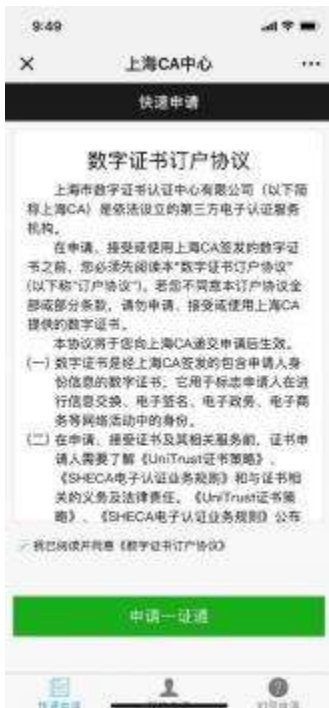 9:49
上海CA中心
快速申请
数字证书订户协议
上海市数字证书认证中心有限公司（以下简
称上海CA）是依法设立的第三方电子认证服务
机构。
在申请、接受或使用上海CA签发的数字证
书之前，您必须先阅读本“数字证书订户协议”
(以下称“订户协议”)。若您不同意本订户协议全
部或部分条款，请勿申请、接受或使用上海CA
提供的数字证书。
本协议将于您向上海CA递交申请后生效。
(一) 数字证书是经上海CA签发的包含申请人身
份信息的数字证书，它用于标志申请人在进
行信息交换、电子签名、电子政务、电子商
务等网络活动中的身份。
(二) 在申请、接受证书及其相关服务前，证书申
请人需要了解《UniTrust证书策略》、
《SHECA电子认证业务规则》和与证书相
关的义务及法律责任。《UniTrust证书策
略》、《SHECA电子认证业务规则》公布
我已阅读并同意《数字证书订户协议》
申请一证通
快速申请